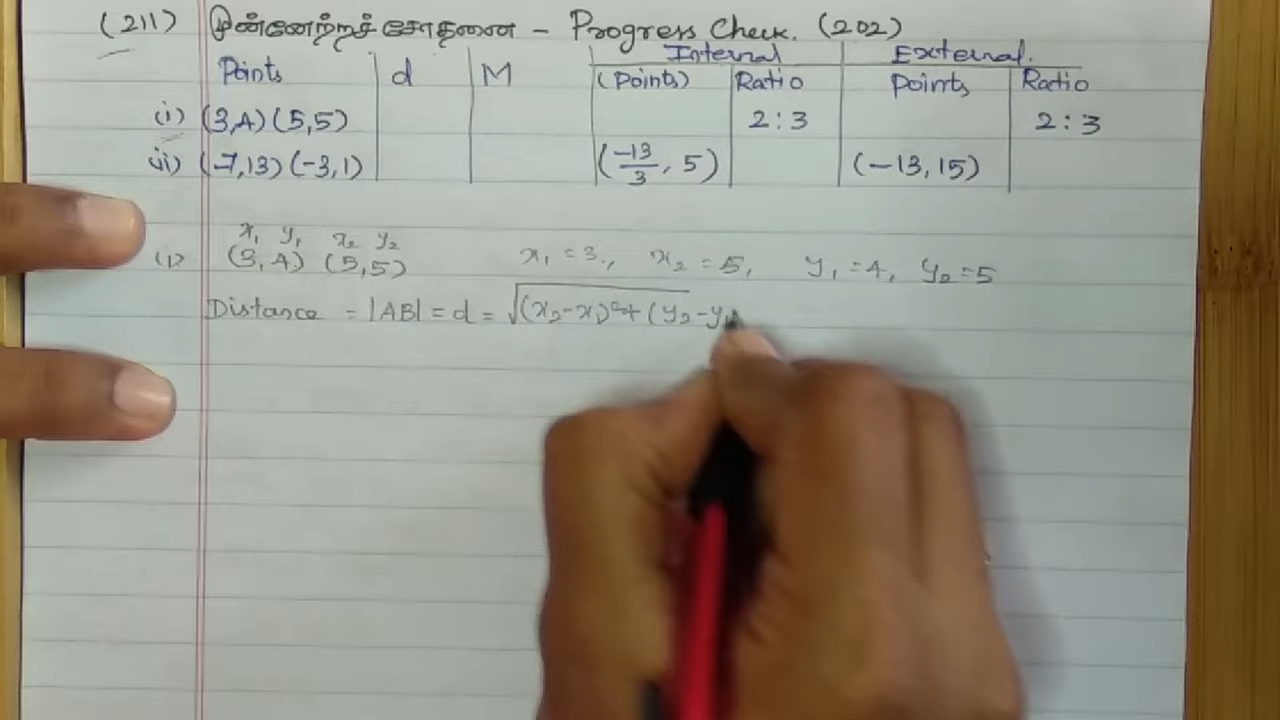 (211) முன்னேற்றச் சோதனை - Progress Check. (202)
Internal External.
Points d M (Points) Ratio Points Ratio
(i) (3,4) (5,5) 2:3 2:3
(ii) (-7,13) (-3,1) (-13/3, 5) (-13,15)
x₁ y₁ x₂ y₂
(i) (3,4) (5,5) x₁ = 3., x₂ = 5, y₁ = 4, y₂ = 5
Distance = |AB| = d = √(x₂-x₁)²+(y₂-y₁